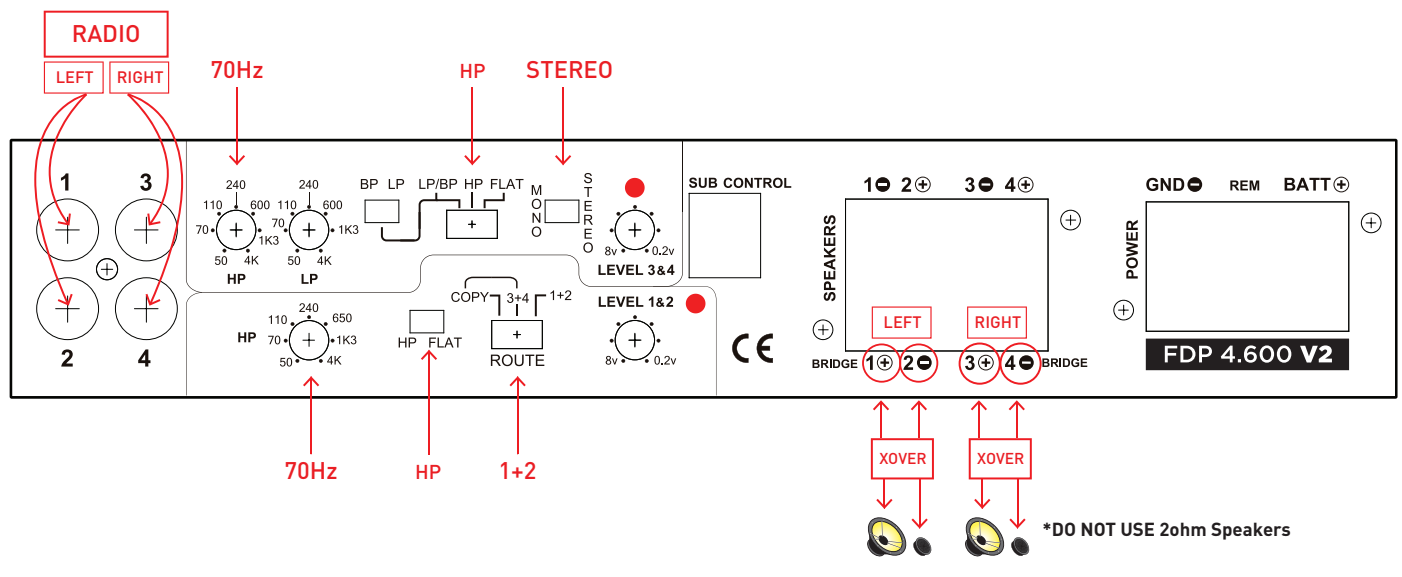 RADIO
LEFT RIGHT
70Hz HP STEREO
1 3
2 4
240
110 600
70 1K3
50 4K
HP
240
110 600
70 1K3
50 4K
LP
BP LP LP/BP HP FLAT
MONO
STEREO
8v 0.2v
LEVEL 3&4
SUB CONTROL
HP
240
110 650
70 1K3
50 4K
HP FLAT
COPY 3+4 1+2
ROUTE
LEVEL 1&2
8v 0.2v
CE
1⊖ 2⊕ 3⊖ 4⊕
SPEAKERS
LEFT RIGHT
BRIDGE 1⊕ 2⊖ 3⊕ 4⊖ BRIDGE
GND⊖ REM BATT⊕
POWER
FDP 4.600 V2
70Hz HP 1+2
XOVER XOVER
*DO NOT USE 2ohm Speakers